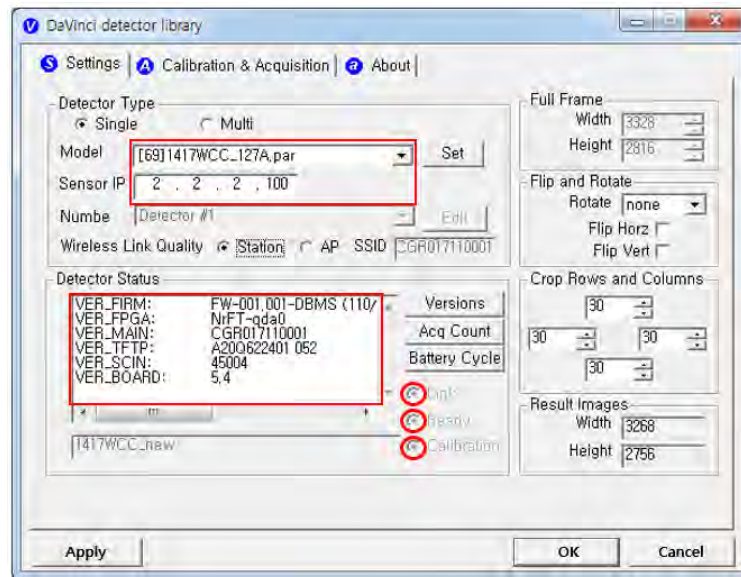 DaVinci detector library
Settings
Calibration & Acquisition
About
Detector Type
Single
Multi
Model
[69]1417WCC_127A.par
Set
Sensor IP
2 . 2 . 2 . 100
Numbe
Detector #1
Edit
Wireless Link Quality
Station
AP
SSID
CGR017110001
Detector Status
VER_FIRM: FW-001,001-DBMS (110/
VER_FPGA: NrFT-qda0
VER_MAIN: CGR017110001
VER_TFTP: 052
VER_SCIN: 45004
VER_BOARD: 5,4
Versions
Acq Count
Battery Cycle
Link
Ready
Calibration
1417WCC_new
Full Frame
Width 3328
Height 2816
Flip and Rotate
Rotate none
Flip Horz
Flip Vert
Crop Rows and Columns
30
30 30
30
Result Images
Width 3268
Height 2756
Apply
OK
Cancel